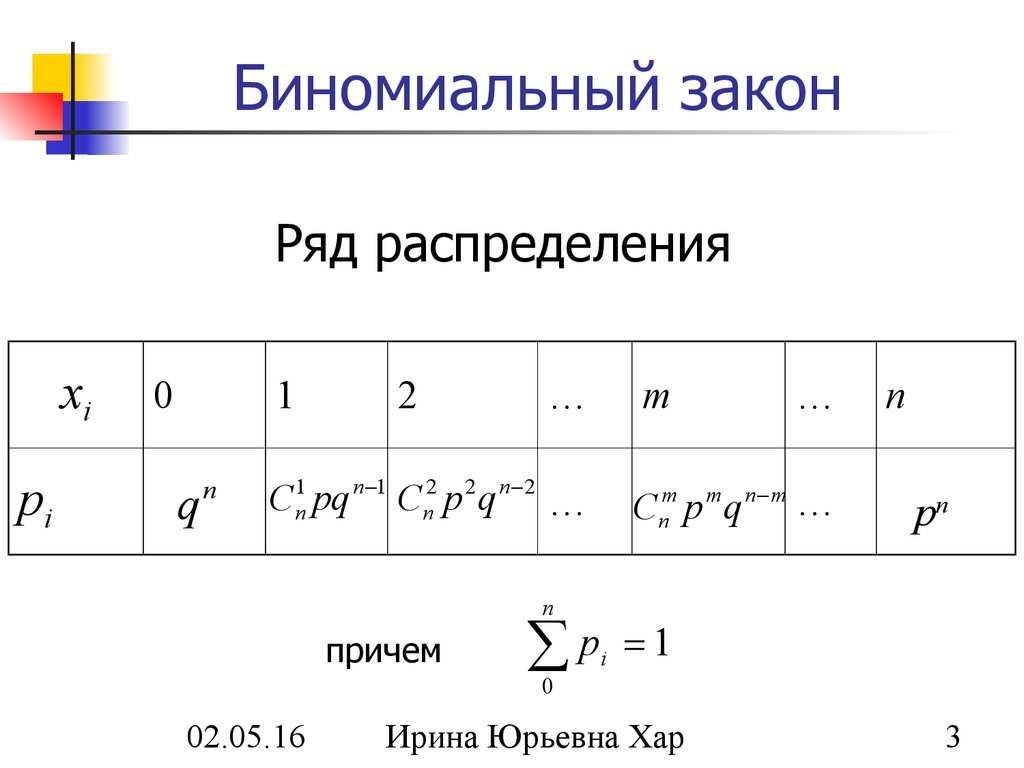 Биномиальный закон
Ряд распределения
xᵢ 0 1 2 … m … n
pᵢ qⁿ C¹ₙpqⁿ⁻¹ C²ₙp²qⁿ⁻² … Cᵐₙpᵐqⁿ⁻ᵐ … pⁿ
n
причем ∑ pᵢ = 1
0
02.05.16 Ирина Юрьевна Хар 3